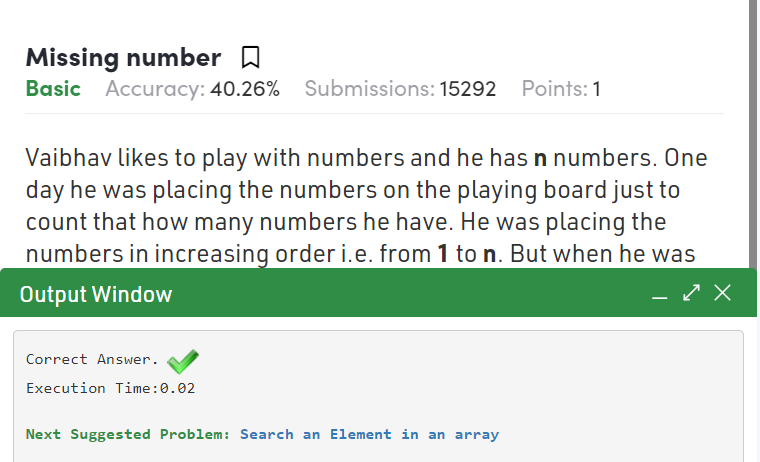 Missing number
Basic Accuracy: 40.26% Submissions: 15292 Points: 1
Vaibhav likes to play with numbers and he has n numbers. One
day he was placing the numbers on the playing board just to
count that how many numbers he have. He was placing the
numbers in increasing order i.e. from 1 to n. But when he was
Output Window
Correct Answer.
Execution Time:0.02
Next Suggested Problem: Search an Element in an array